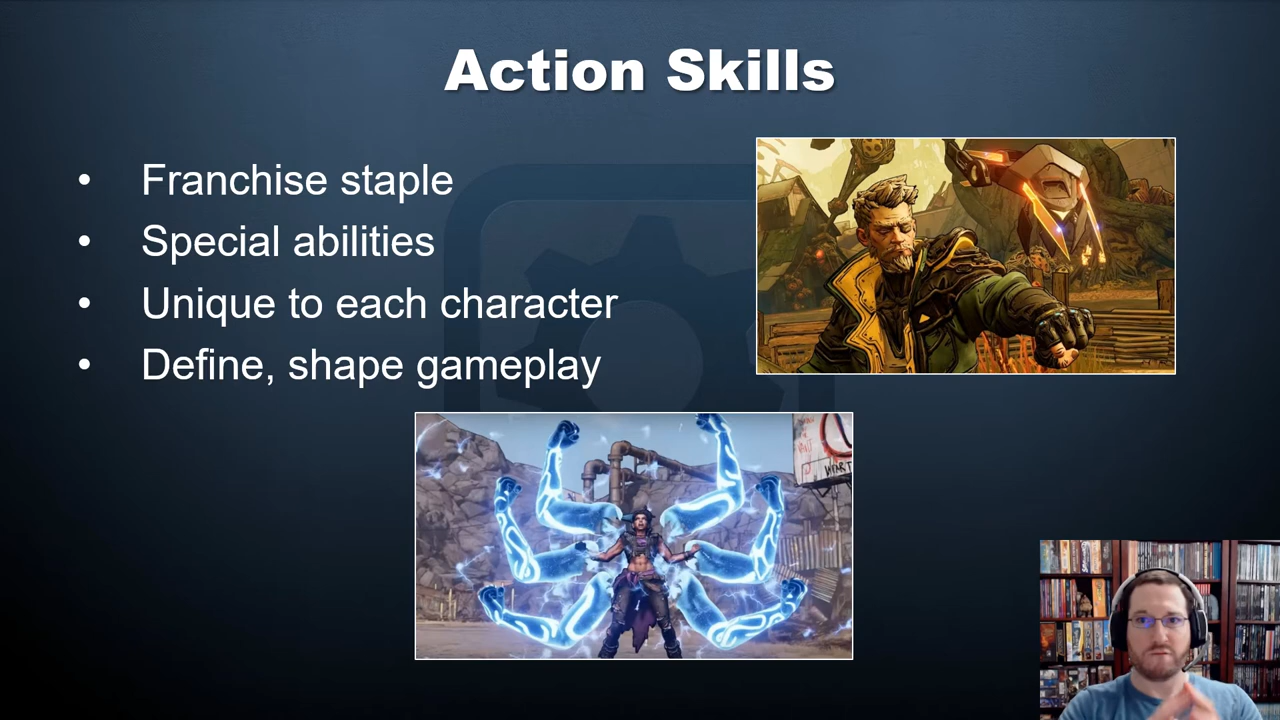 Action Skills
• Franchise staple
• Special abilities
• Unique to each character
• Define, shape gameplay